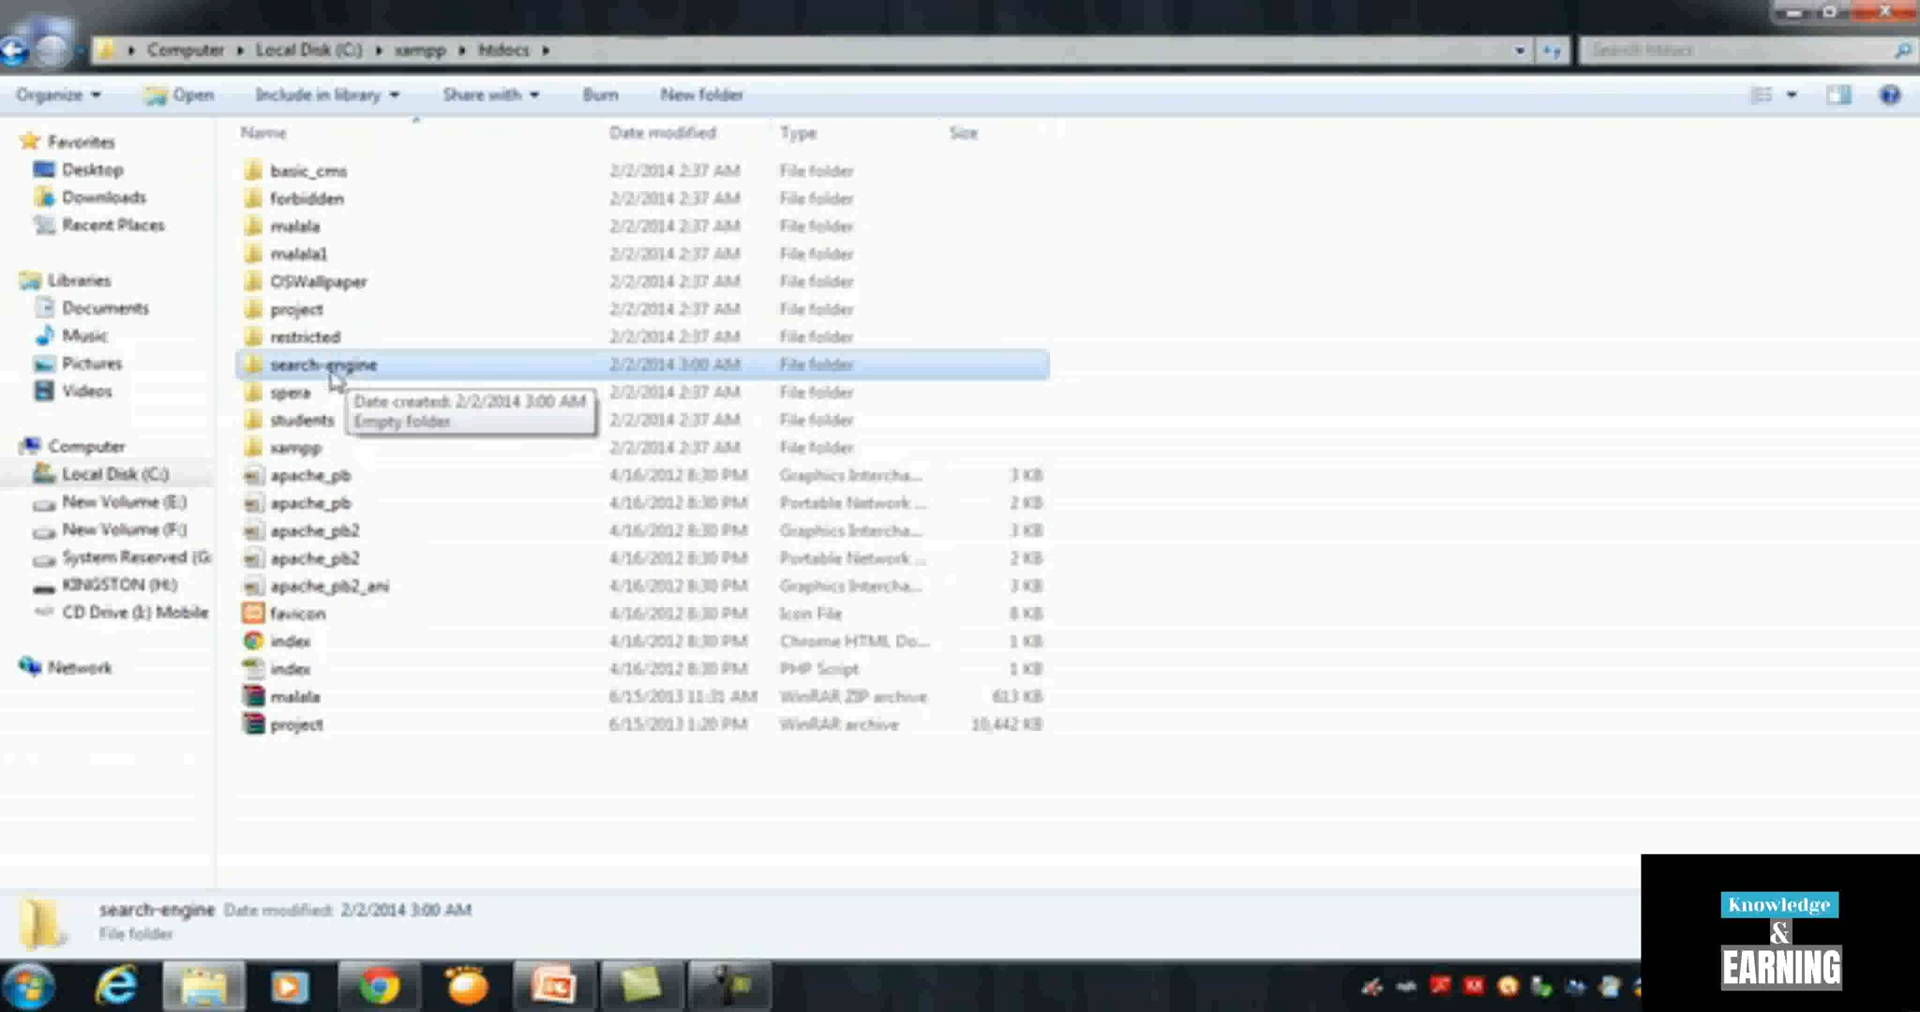 Computer Local Disk (C:) xampp htdocs
Search htdocs
Organize Open Include in library Share with Burn New folder
Name Date modified Type Size
Favorites
Desktop
Downloads
Recent Places
Libraries
Documents
Music
Pictures
Videos
Computer
Local Disk (C:)
New Volume (E:)
New Volume (F:)
System Reserved (G:
KINGSTON (H:)
CD Drive (I:) Mobile
Network
basic_cms 2/2/2014 2:37 AM File folder
forbidden 2/2/2014 2:37 AM File folder
malala 2/2/2014 2:37 AM File folder
malala1 2/2/2014 2:37 AM File folder
OSWallpaper 2/2/2014 2:37 AM File folder
project 2/2/2014 2:37 AM File folder
restricted 2/2/2014 2:37 AM File folder
search-engine 2/2/2014 3:00 AM File folder
spera 2/2/2014 2:37 AM File folder
Date created: 2/2/2014 3:00 AM
Empty folder
students 2/2/2014 2:37 AM File folder
xampp 2/2/2014 2:37 AM File folder
apache_pb 4/16/2012 8:30 PM Graphics Intercha... 3 KB
apache_pb 4/16/2012 8:30 PM Portable Network ... 2 KB
apache_pb2 4/16/2012 8:30 PM Graphics Intercha... 3 KB
apache_pb2 4/16/2012 8:30 PM Portable Network ... 2 KB
apache_pb2_ani 4/16/2012 8:30 PM Graphics Intercha... 3 KB
favicon 4/16/2012 8:30 PM Icon File 8 KB
index 4/16/2012 8:30 PM Chrome HTML Do... 1 KB
index 4/16/2012 8:30 PM PHP Script 1 KB
malala 6/15/2013 11:31 AM WinRAR ZIP archive 613 KB
project 6/15/2013 1:20 PM WinRAR archive 10,442 KB
search-engine Date modified: 2/2/2014 3:00 AM
File folder
Knowledge
&
EARNING